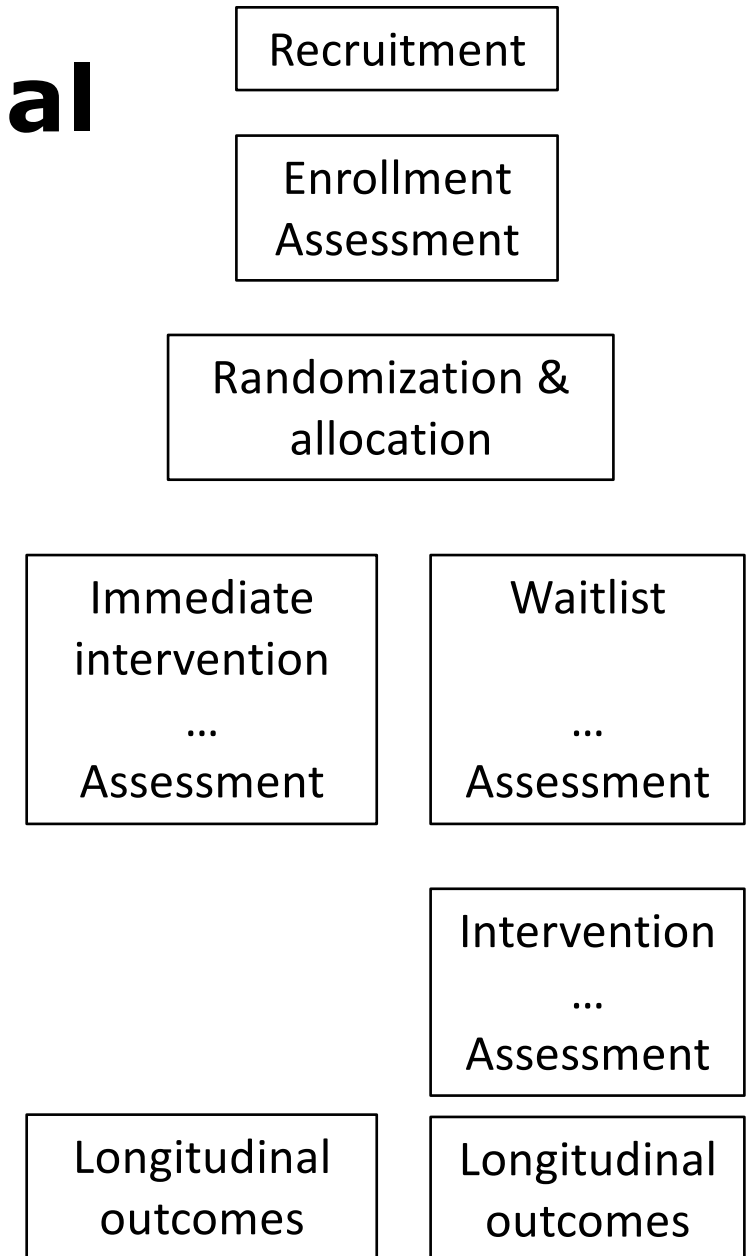 al
Recruitment
Enrollment
Assessment
Randomization &
allocation
Immediate
intervention
...
Assessment
Waitlist
...
Assessment
Intervention
...
Assessment
Longitudinal
outcomes
Longitudinal
outcomes